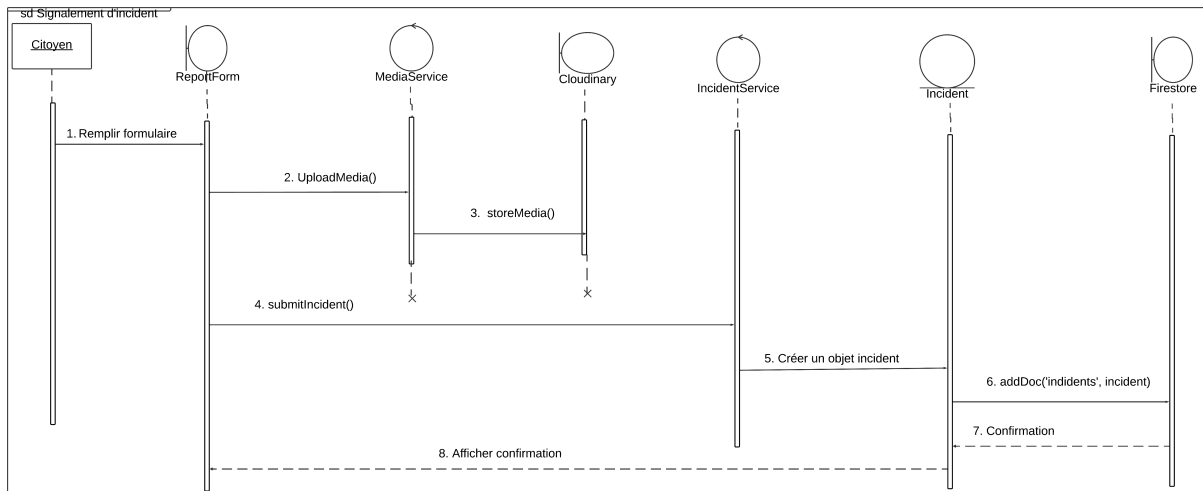 sd Signalement d'incident
Citoyen
ReportForm
MediaService
Cloudinary
IncidentService
Incident
Firestore
1. Remplir formulaire
2. UploadMedia()
3. storeMedia()
4. submitIncident()
5. Créer un objet incident
6. addDoc('indidents', incident)
7. Confirmation
8. Afficher confirmation